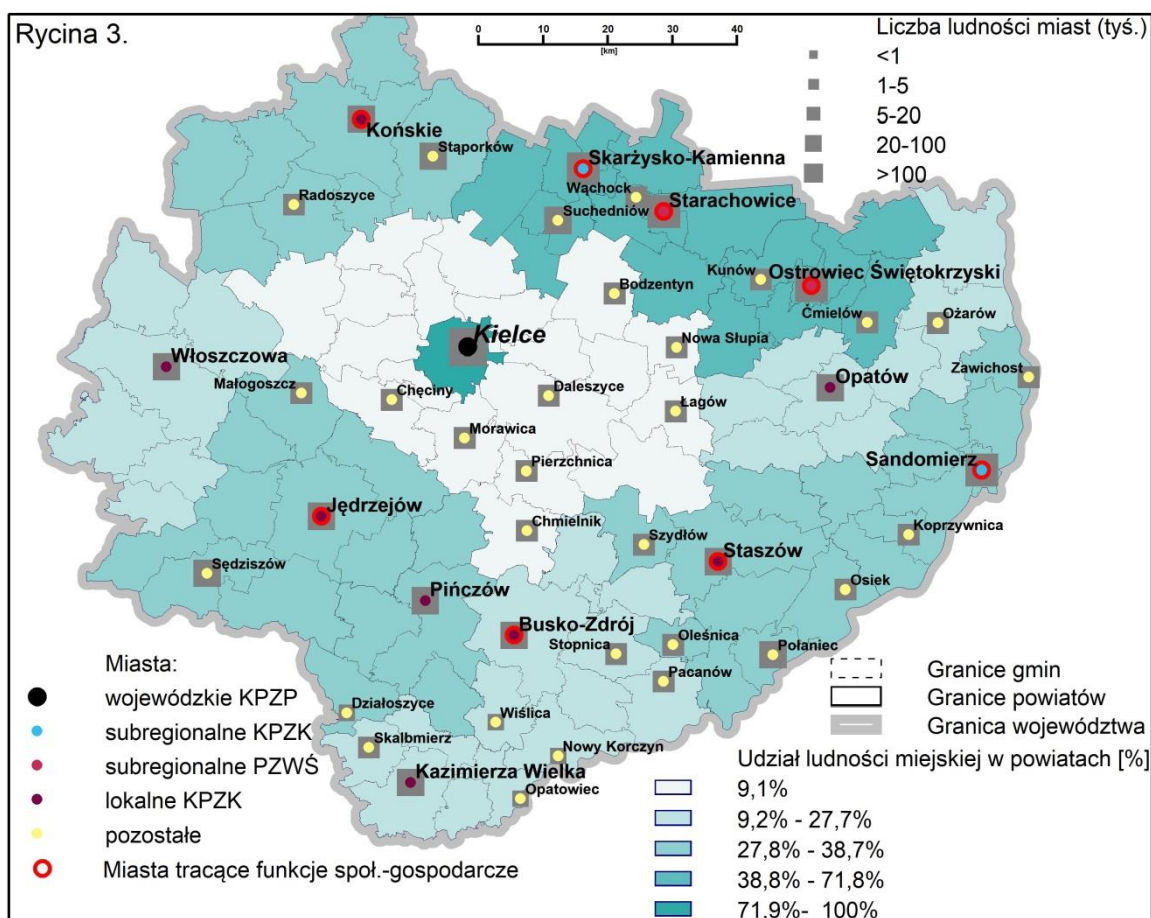 Rycina 3.
0 10 20 30 40
[km]
Liczba ludności miast (tyś.)
<1
1-5
5-20
20-100
>100
Końskie
Stąporków
Radoszyce
Skarżysko-Kamienna
Wąchock
Starachowice
Suchedniów
Kunów
Ostrowiec Świętokrzyski
Bodzentyn
Ćmielów
Ożarów
Kielce
Nowa Słupia
Włoszczowa
Małogoszcz
Chęciny
Daleszyce
Opatów
Zawichost
Łagów
Morawica
Pierzchnica
Sandomierz
Jędrzejów
Chmielnik
Szydłów
Koprzywnica
Staszów
Sędziszów
Osiek
Pińczów
Busko-Zdrój
Stopnica
Oleśnica
Połaniec
Pacanów
Działoszyce
Wiślica
Skalbmierz
Nowy Korczyn
Kazimierza Wielka
Opatowiec
Miasta:
wojewódzkie KPZP
subregionalne KPZK
subregionalne PZWŚ
lokalne KPZK
pozostałe
Miasta tracące funkcje społ.-gospodarcze
Granice gmin
Granice powiatów
Granica województwa
Udział ludności miejskiej w powiatach [%]
9,1%
9,2% - 27,7%
27,8% - 38,7%
38,8% - 71,8%
71,9%- 100%